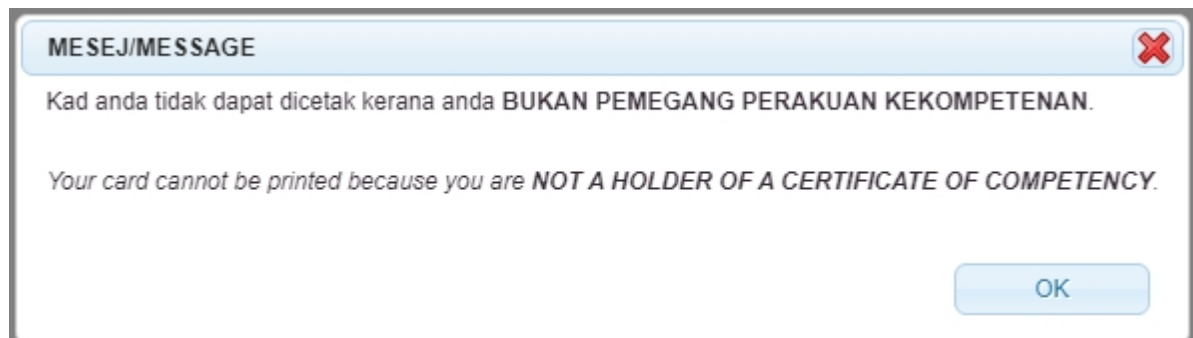 MESEJ/MESSAGE
Kad anda tidak dapat dicetak kerana anda BUKAN PEMEGANG PERAKUAN KEKOMPETENAN.
Your card cannot be printed because you are NOT A HOLDER OF A CERTIFICATE OF COMPETENCY.
OK